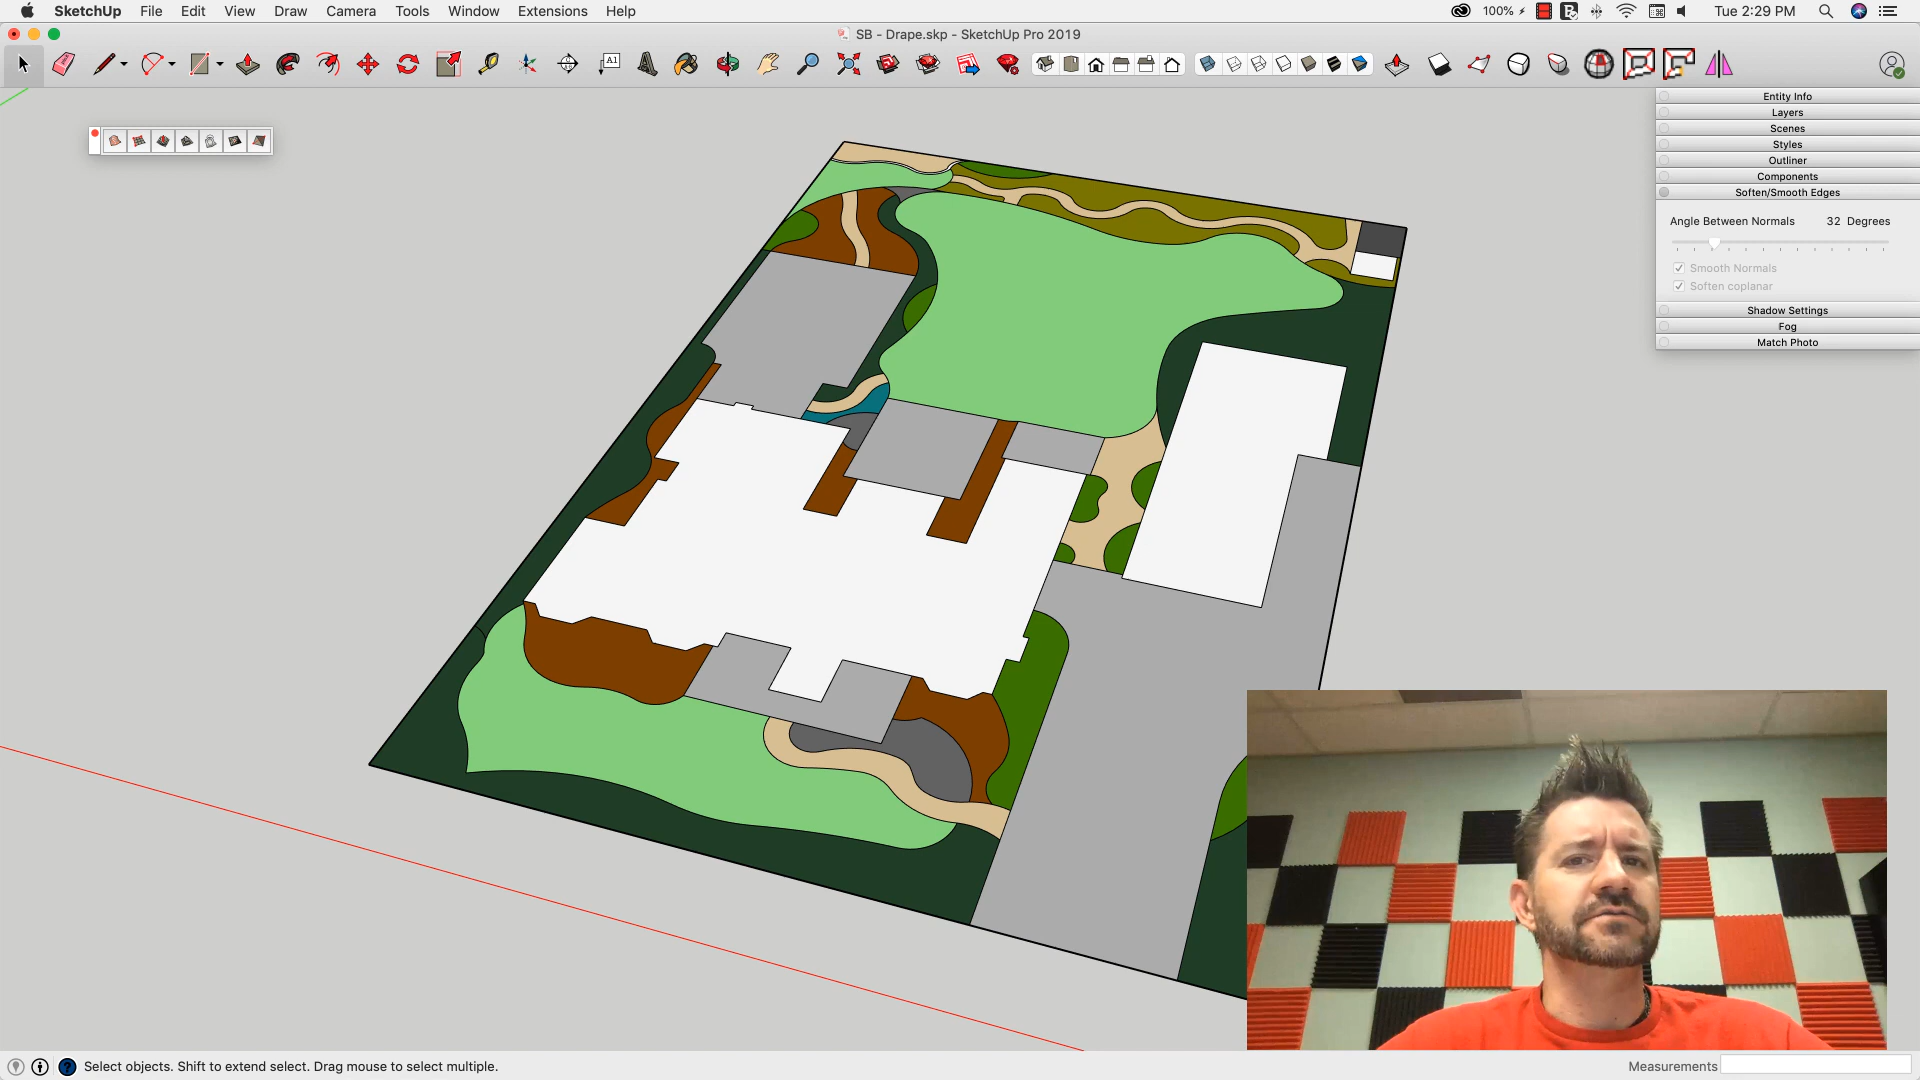 SketchUp File Edit View Draw Camera Tools Window Extensions Help 100% Tue 2:29 PM
SB - Drape.skp - SketchUp Pro 2019
A1
Entity Info
Layers
Scenes
Styles
Outliner
Components
Soften/Smooth Edges
Angle Between Normals 32 Degrees
Smooth Normals
Soften coplanar
Shadow Settings
Fog
Match Photo
Select objects. Shift to extend select. Drag mouse to select multiple.
Measurements